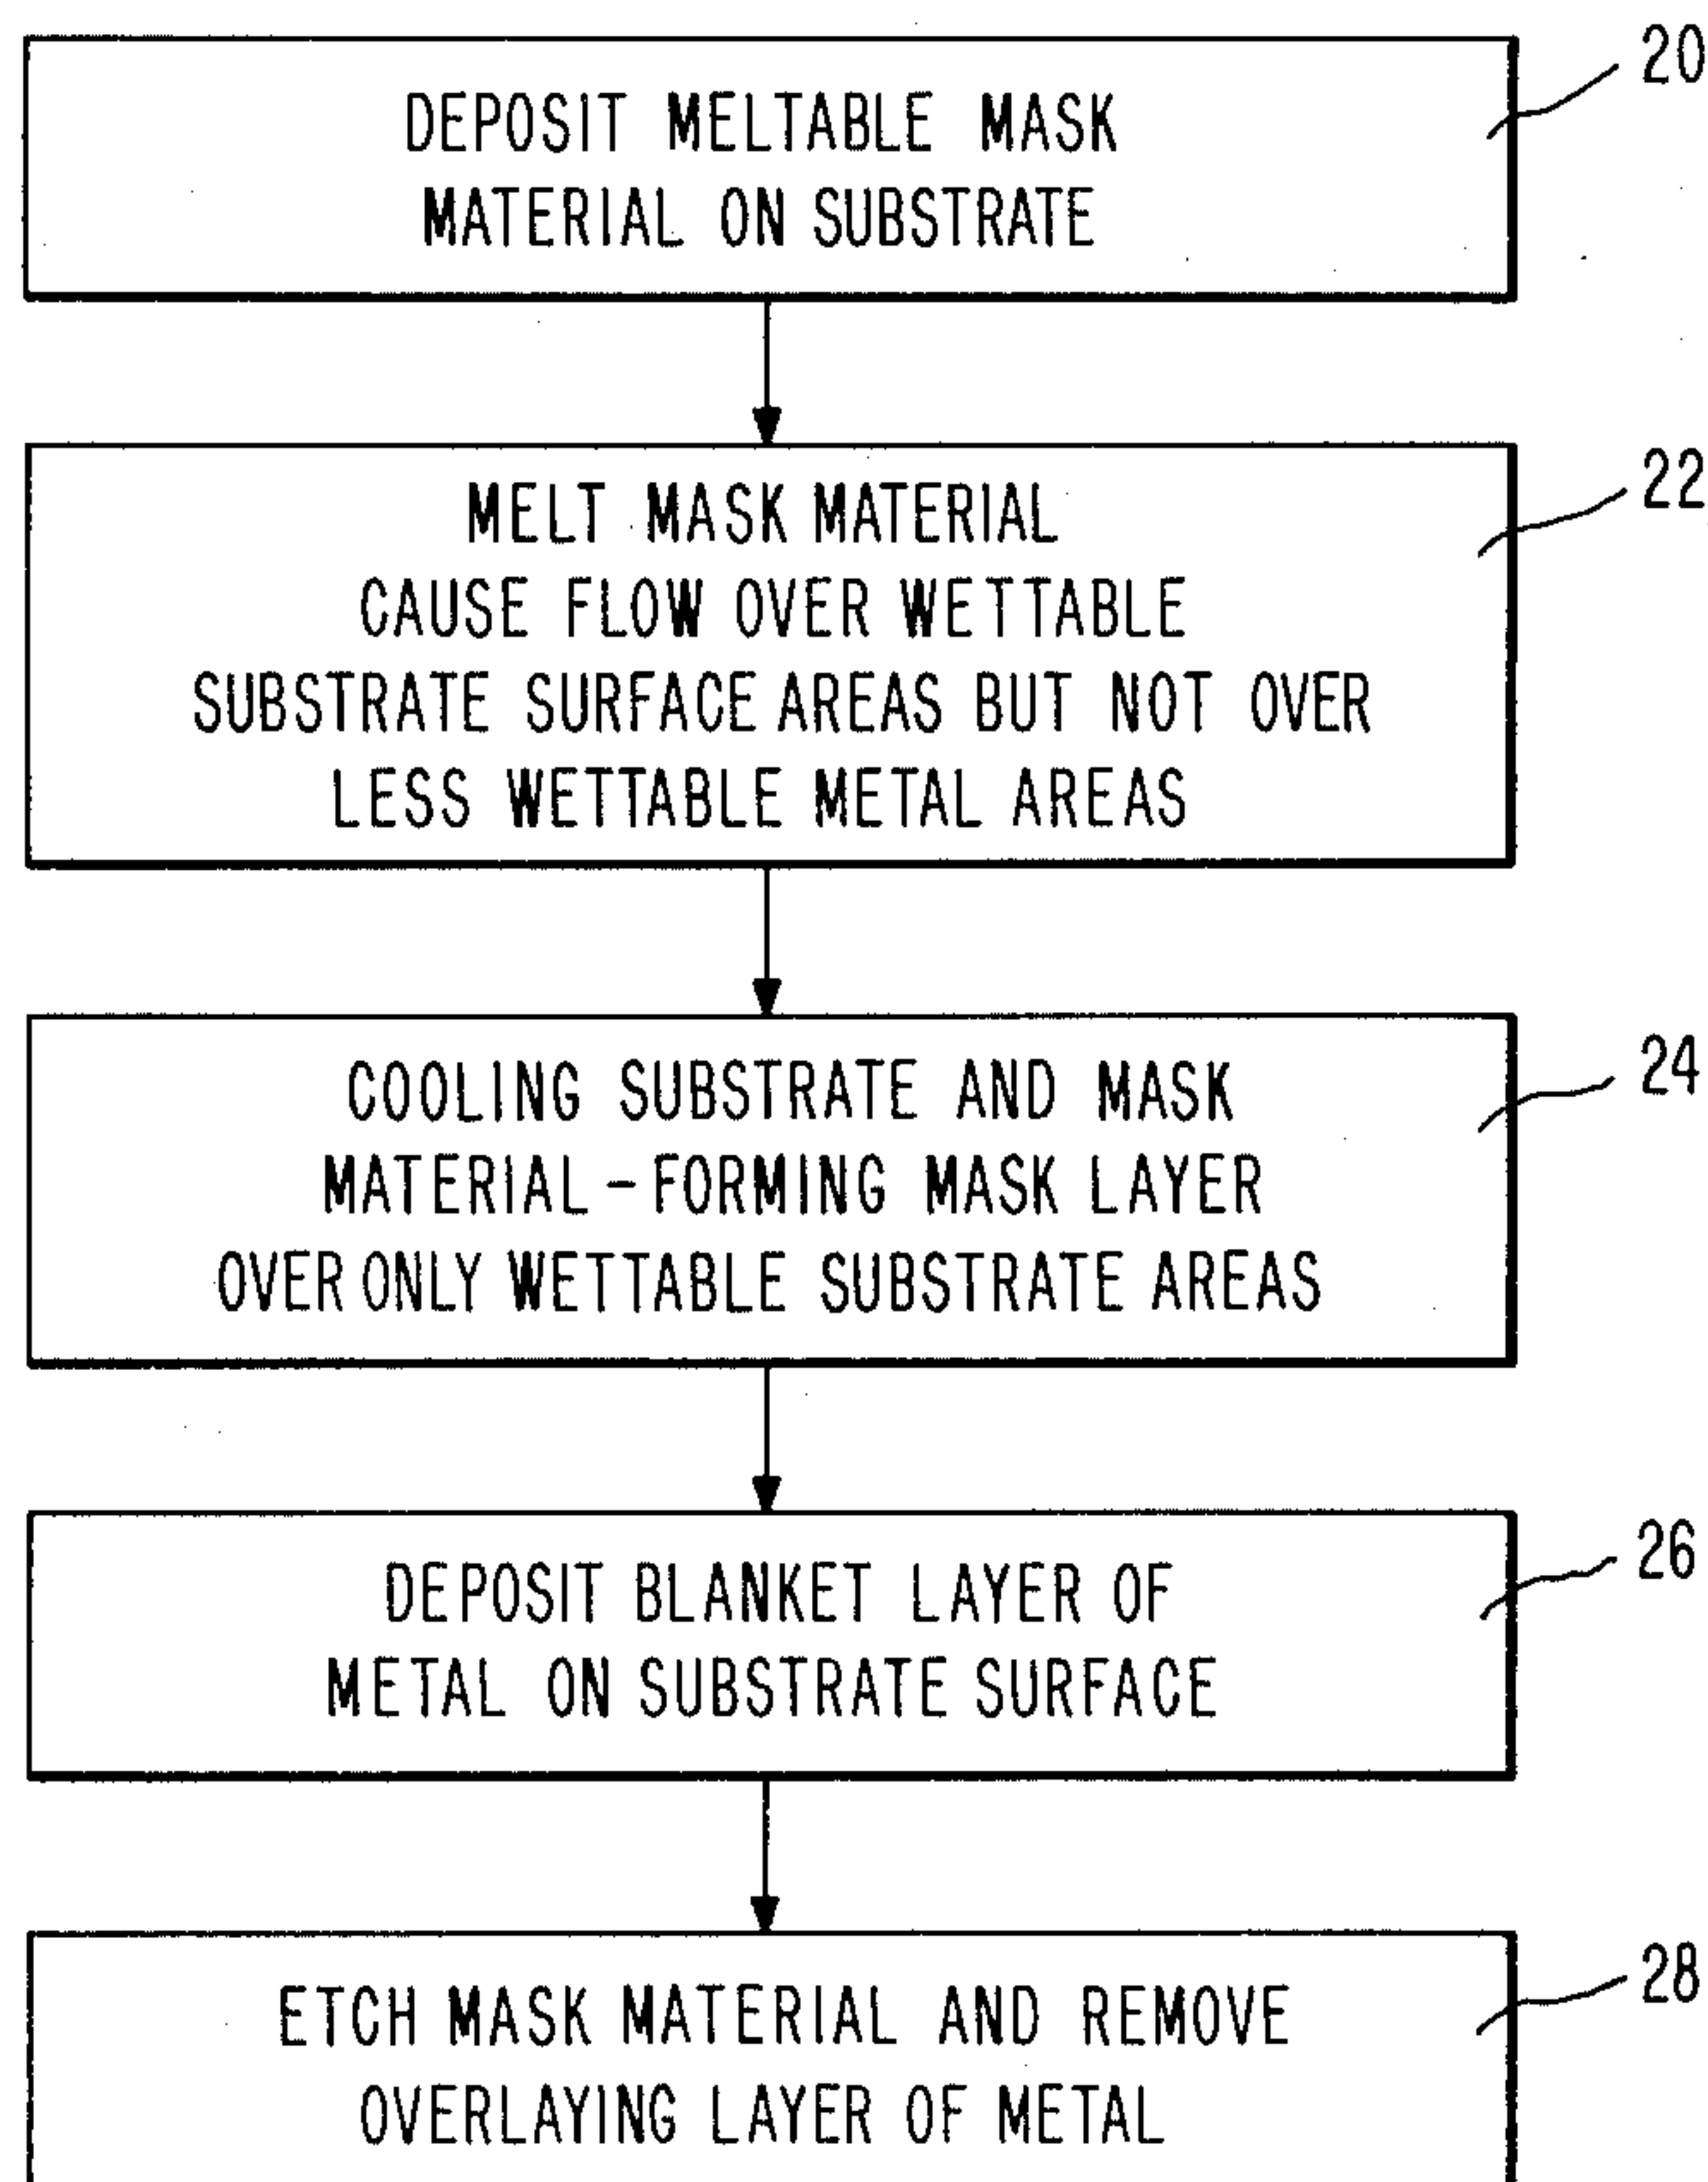 20
DEPOSIT MELTABLE MASK
MATERIAL ON SUBSTRATE
22
MELT MASK MATERIAL
CAUSE FLOW OVER WETTABLE
SUBSTRATE SURFACE AREAS BUT NOT OVER
LESS WETTABLE METAL AREAS
24
COOLING SUBSTRATE AND MASK
MATERIAL-FORMING MASK LAYER
OVER ONLY WETTABLE SUBSTRATE AREAS
26
DEPOSIT BLANKET LAYER OF
METAL ON SUBSTRATE SURFACE
28
ETCH MASK MATERIAL AND REMOVE
OVERLAYING LAYER OF METAL